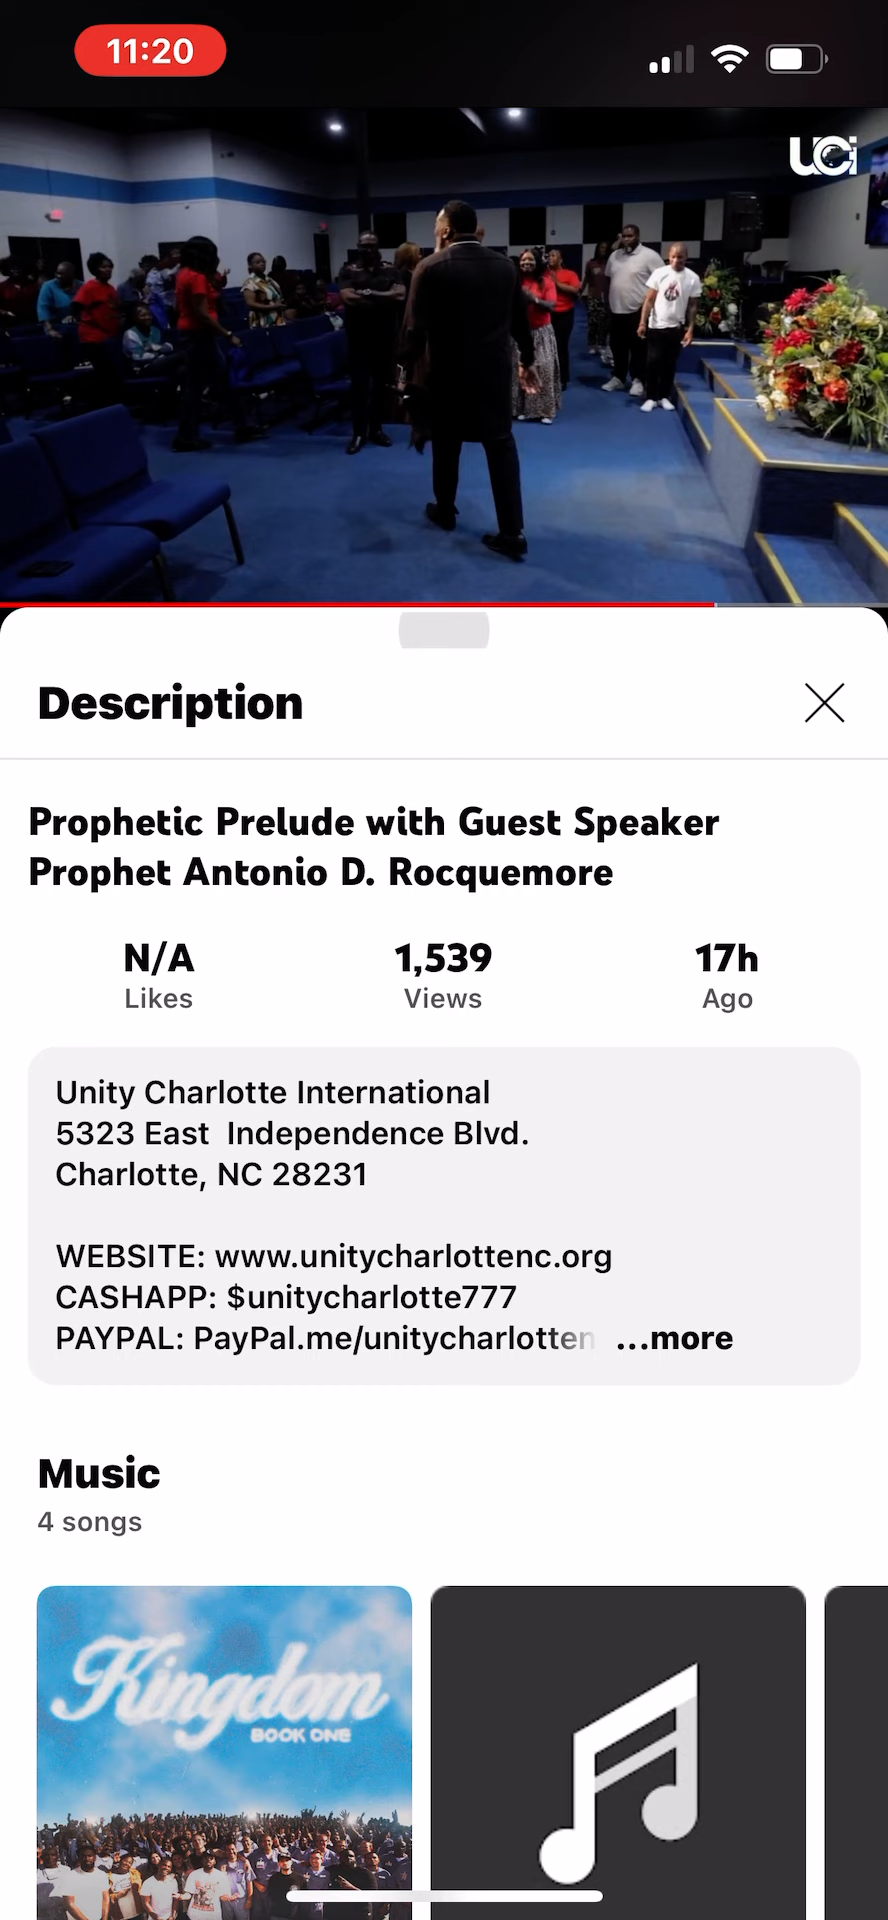 11:20
UCi
Description
Prophetic Prelude with Guest Speaker
Prophet Antonio D. Rocquemore
N/A 1,539 17h
Likes Views Ago
Unity Charlotte International
5323 East  Independence Blvd.
Charlotte, NC 28231
WEBSITE: www.unitycharlottenc.org
CASHAPP: $unitycharlotte777
PAYPAL: PayPal.me/unitycharlotten ...more
Music
4 songs
Kingdom
BOOK ONE